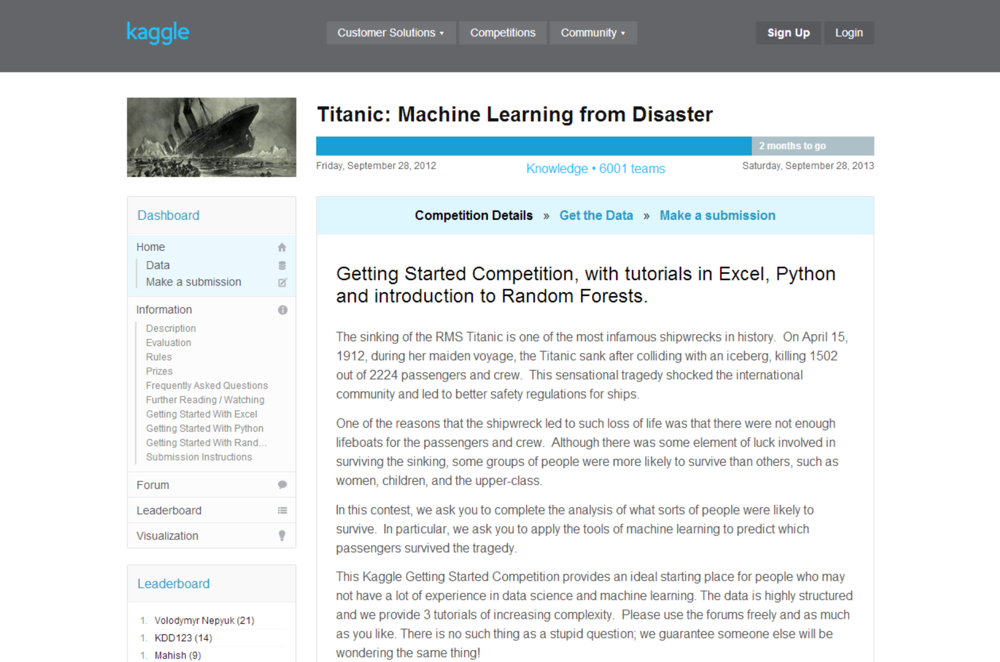 kaggle
Customer Solutions ▾
Competitions
Community ▾
Sign Up
Login
Titanic: Machine Learning from Disaster
2 months to go
Friday, September 28, 2012
Knowledge • 6001 teams
Saturday, September 28, 2013
Dashboard
Home
Data
Make a submission
Information
Description
Evaluation
Rules
Prizes
Frequently Asked Questions
Further Reading / Watching
Getting Started With Excel
Getting Started With Python
Getting Started With Rand...
Submission Instructions
Forum
Leaderboard
Visualization
Leaderboard
1. Volodymyr Nepyuk (21)
1. KDD123 (14)
1. Mahish (9)
Competition Details » Get the Data » Make a submission
Getting Started Competition, with tutorials in Excel, Python
and introduction to Random Forests.
The sinking of the RMS Titanic is one of the most infamous shipwrecks in history.  On April 15,
1912, during her maiden voyage, the Titanic sank after colliding with an iceberg, killing 1502
out of 2224 passengers and crew.  This sensational tragedy shocked the international
community and led to better safety regulations for ships.
One of the reasons that the shipwreck led to such loss of life was that there were not enough
lifeboats for the passengers and crew.  Although there was some element of luck involved in
surviving the sinking, some groups of people were more likely to survive than others, such as
women, children, and the upper-class.
In this contest, we ask you to complete the analysis of what sorts of people were likely to
survive.  In particular, we ask you to apply the tools of machine learning to predict which
passengers survived the tragedy.
This Kaggle Getting Started Competition provides an ideal starting place for people who may
not have a lot of experience in data science and machine learning. The data is highly structured
and we provide 3 tutorials of increasing complexity.  Please use the forums freely and as much
as you like. There is no such thing as a stupid question; we guarantee someone else will be
wondering the same thing!